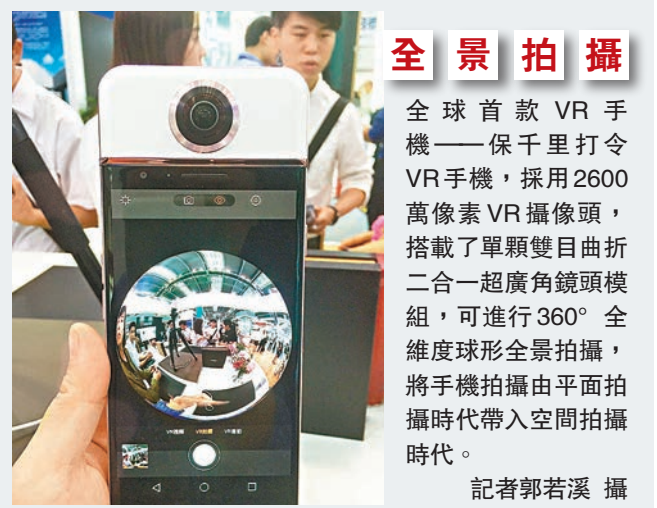 全景拍攝
全球首款VR手
機——保千里打令
VR手機，採用2600
萬像素VR攝像頭，
搭載了單顆雙目曲折
二合一超廣角鏡頭模
組，可進行360°全
維度球形全景拍攝，
將手機拍攝由平面拍
攝時代帶入空間拍攝
時代。
記者郭若溪 攝